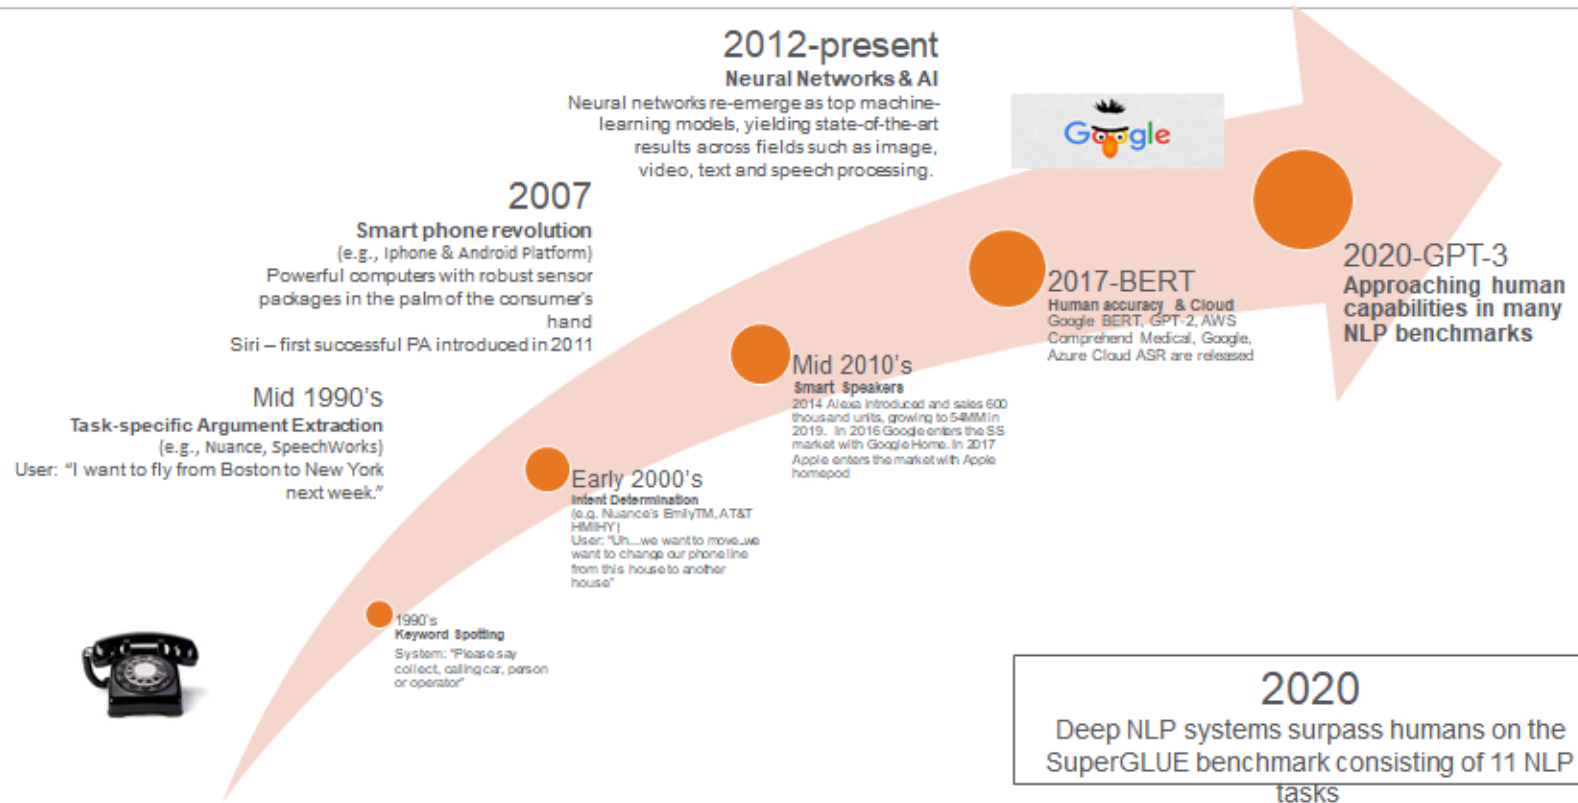 2012-present
Neural Networks & AI
Neural networks re-emerge as top machine-
learning models, yielding state-of-the-art
results across fields such as image,
video, text and speech processing.
Google
2007
Smart phone revolution
(e.g., Iphone & Android Platform)
Powerful computers with robust sensor
packages in the palm of the consumer's
hand
Siri – first successful PA introduced in 2011
2020-GPT-3
Approaching human
capabilities in many
NLP benchmarks
2017-BERT
Human accuracy & Cloud
Google BERT, GPT-2, AWS
Comprehend Medical, Google,
Azure Cloud ASR are released
Mid 2010's
Smart Speakers
2014 Alexa introduced and sales 600
thousand units, growing to 54MM in
2019. In 2016 Google enters the SS
market with Google Home. In 2017
Apple enters the market with Apple
homepod
Mid 1990's
Task-specific Argument Extraction
(e.g., Nuance, SpeechWorks)
User: “I want to fly from Boston to New York
next week.”
Early 2000's
Intent Determination
(e.g. Nuance's EmilyTM, AT&T
HMIHY)
User: “Uh....we want to move..we
want to change our phone line
from this house to another
house”
1990's
Keyword Spotting
System: “Please say
collect, calling car, person
or operator”
2020
Deep NLP systems surpass humans on the
SuperGLUE benchmark consisting of 11 NLP
tasks